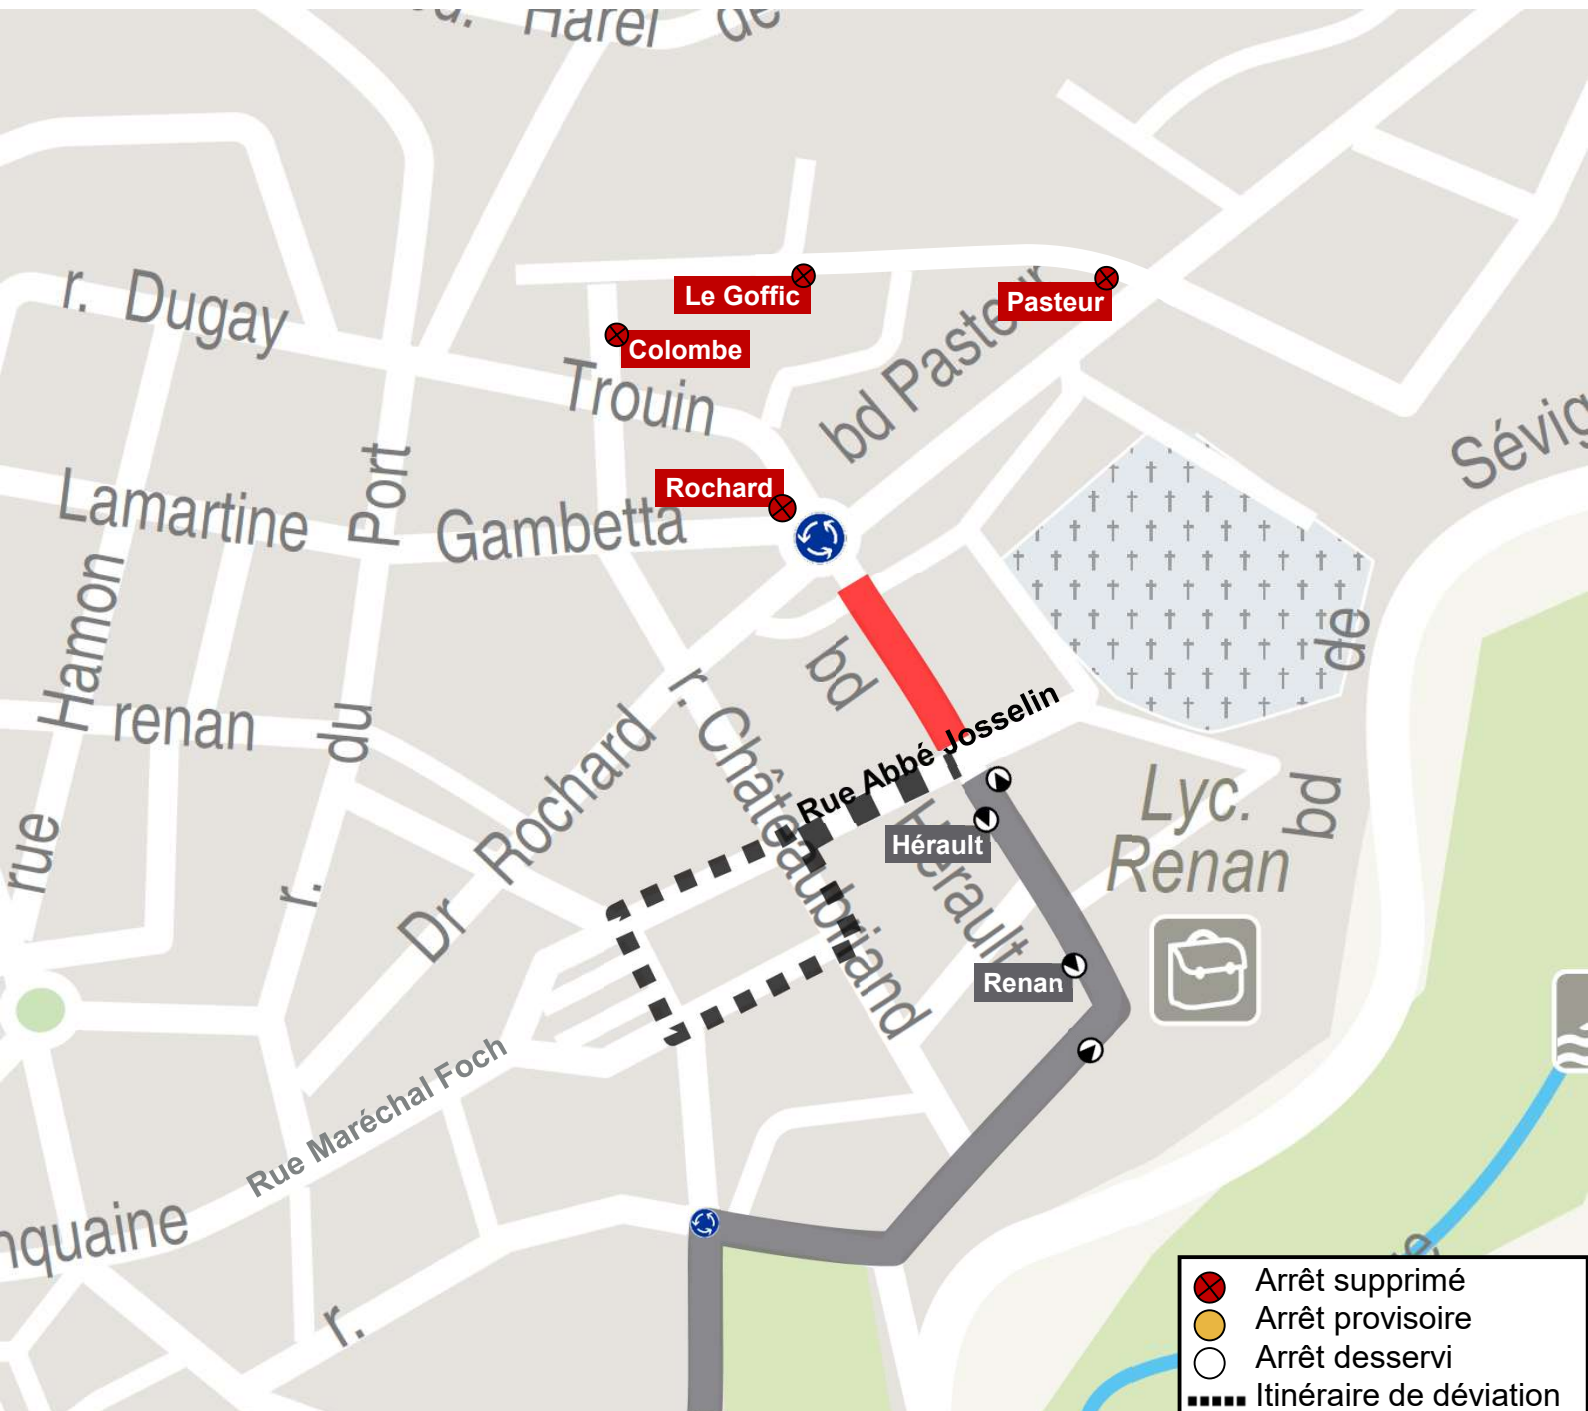 Harel de
r. Dugay
Trouin
Le Goffic
Pasteur
Colombe
bd Pasteur
Sévig
Lamartine
Port
Gambetta
Rochard
Hamon
renan
du
r.
rue
Dr Rochard
r. Châteaubriand
bd
Hérault
Rue Abbé Josselin
Hérault
Renan
Lyc.
Renan
bd
de
Rue Maréchal Foch
nquaine
r.
Arrêt supprimé
Arrêt provisoire
Arrêt desservi
Itinéraire de déviation